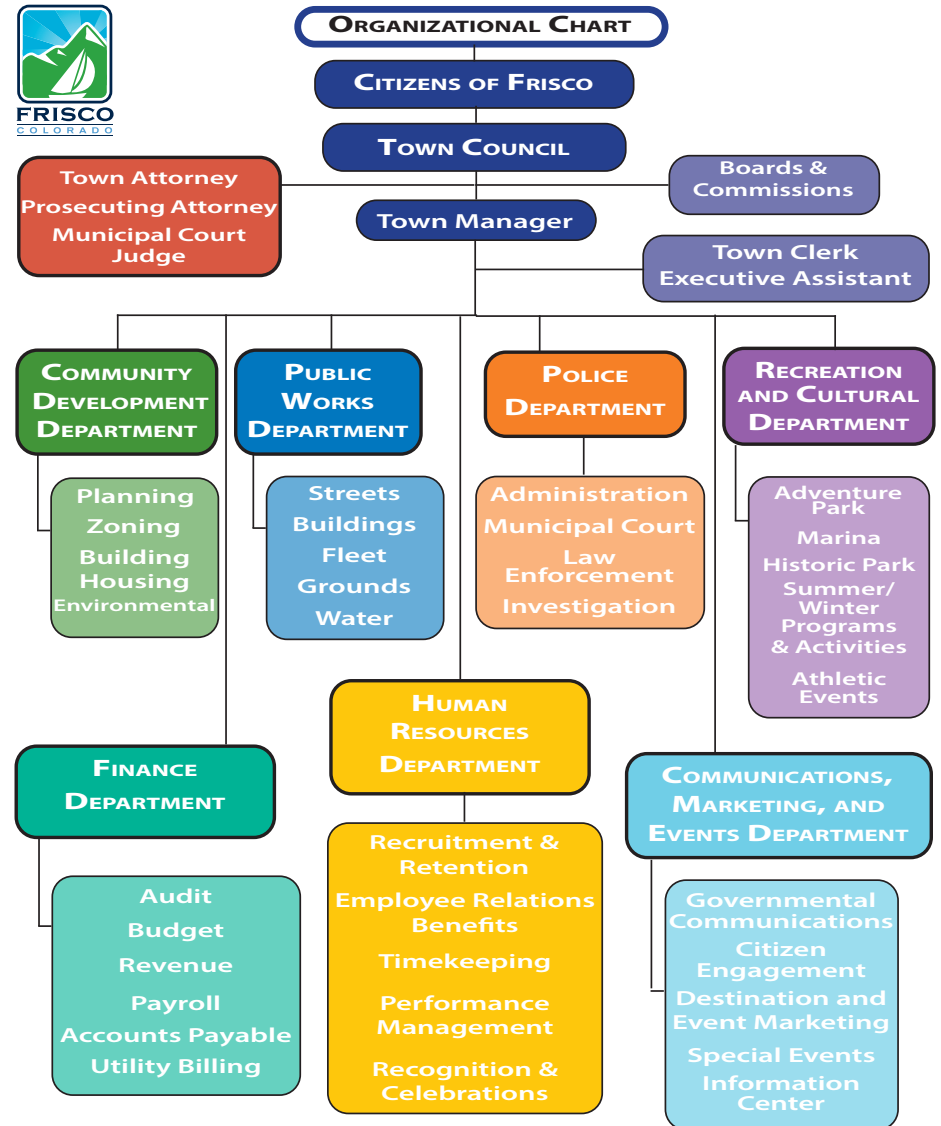 ORGANIZATIONAL CHART
FRISCO
COLORADO
CITIZENS OF FRISCO
TOWN COUNCIL
Town Attorney
Prosecuting Attorney
Municipal Court
Judge
Boards &
Commissions
Town Manager
Town Clerk
Executive Assistant
COMMUNITY
DEVELOPMENT
DEPARTMENT
Planning
Zoning
Building
Housing
Environmental
PUBLIC
WORKS
DEPARTMENT
Streets
Buildings
Fleet
Grounds
Water
POLICE
DEPARTMENT
Administration
Municipal Court
Law
Enforcement
Investigation
RECREATION
AND CULTURAL
DEPARTMENT
Adventure
Park
Marina
Historic Park
Summer/
Winter
Programs
& Activities
Athletic
Events
FINANCE
DEPARTMENT
Audit
Budget
Revenue
Payroll
Accounts Payable
Utility Billing
HUMAN
RESOURCES
DEPARTMENT
Recruitment &
Retention
Employee Relations
Benefits
Timekeeping
Performance
Management
Recognition &
Celebrations
COMMUNICATIONS,
MARKETING, AND
EVENTS DEPARTMENT
Governmental
Communications
Citizen
Engagement
Destination and
Event Marketing
Special Events
Information
Center